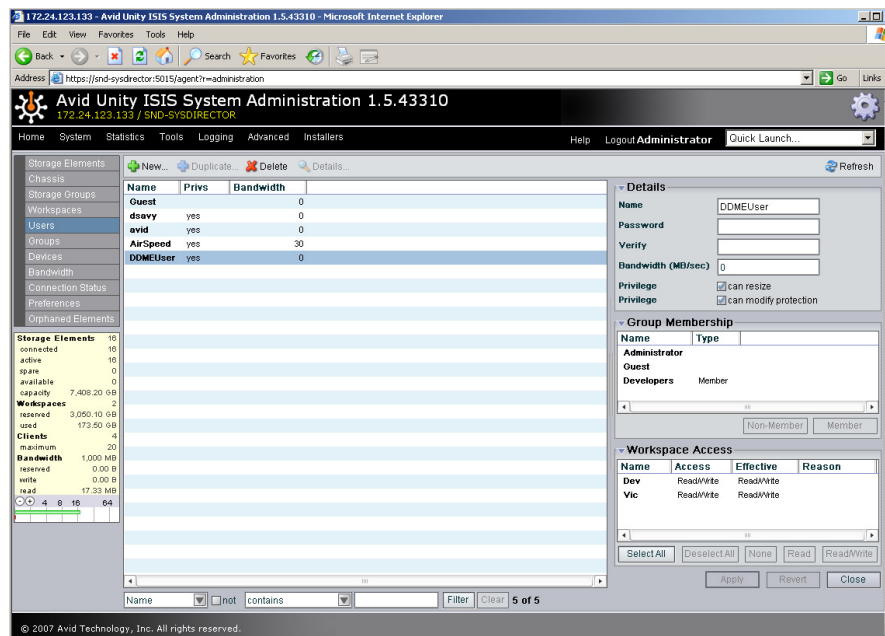 172.24.123.133 - Avid Unity ISIS System Administration 1.5.43310 - Microsoft Internet Explorer
File Edit View Favorites Tools Help
Back Search Favorites
Address https://snd-sysdirector:5015/agent?r=administration Go Links
Avid Unity ISIS System Administration 1.5.43310
172.24.123.133 / SND-SYSDIRECTOR
Home System Statistics Tools Logging Advanced Installers Help Logout Administrator Quick Launch...
Storage Elements
Chassis
Storage Groups
Workspaces
Users
Groups
Devices
Bandwidth
Connection Status
Preferences
Orphaned Elements
Storage Elements 16
connected 16
active 16
spare 0
available 0
capacity 7,408.20 GB
Workspaces 2
reserved 3,050.10 GB
used 173.50 GB
Clients 4
maximum 20
Bandwidth 1,000 MB
reserved 0.00 B
write 0.00 B
read 17.33 MB
4 8 16 64
New... Duplicate... Delete Details... Refresh
Name Privs Bandwidth
Guest 0
dsavy yes 0
avid yes 0
AirSpeed yes 30
DDMEUser yes 0
Name not contains Filter Clear 5 of 5
Details
Name DDMEUser
Password
Verify
Bandwidth (MB/sec) 0
Privilege can resize
Privilege can modify protection
Group Membership
Name Type
Administrator
Guest
Developers Member
Non-Member Member
Workspace Access
Name Access Effective Reason
Dev Read/Write Read/Write
Vic Read/Write Read/Write
Select All Deselect All None Read Read/Write
Apply Revert Close
© 2007 Avid Technology, Inc. All rights reserved.